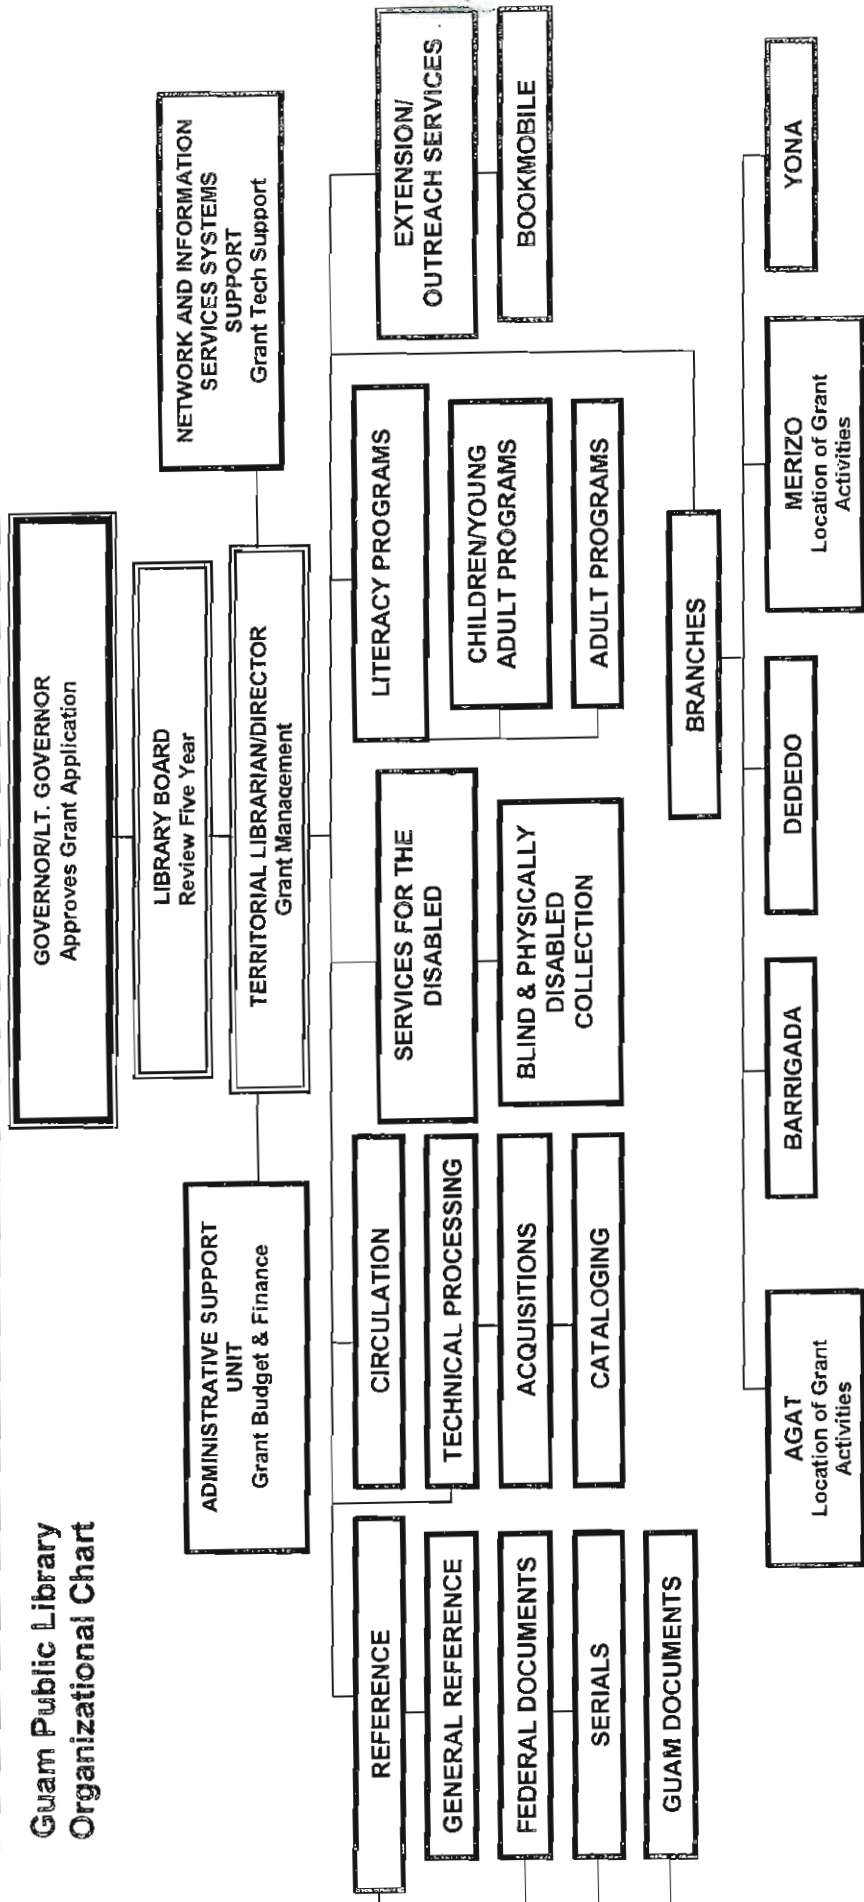 Guam Public Library
Organizational Chart
GOVERNOR/LT. GOVERNOR
Approves Grant Application
LIBRARY BOARD
Review Five Year
TERRITORIAL LIBRARIAN/DIRECTOR
Grant Management
ADMINISTRATIVE SUPPORT
UNIT
Grant Budget & Finance
NETWORK AND INFORMATION
SERVICES SYSTEMS
SUPPORT
Grant Tech Support
REFERENCE
GENERAL REFERENCE
FEDERAL DOCUMENTS
SERIALS
GUAM DOCUMENTS
CIRCULATION
TECHNICAL PROCESSING
ACQUISITIONS
CATALOGING
SERVICES FOR THE
DISABLED
BLIND & PHYSICALLY
DISABLED
COLLECTION
LITERACY PROGRAMS
CHILDREN/YOUNG
ADULT PROGRAMS
ADULT PROGRAMS
EXTENSION/
OUTREACH SERVICES
BOOKMOBILE
BRANCHES
AGAT
Location of Grant
Activities
BARRIGADA
DEDEDO
MERIZO
Location of Grant
Activities
YONA